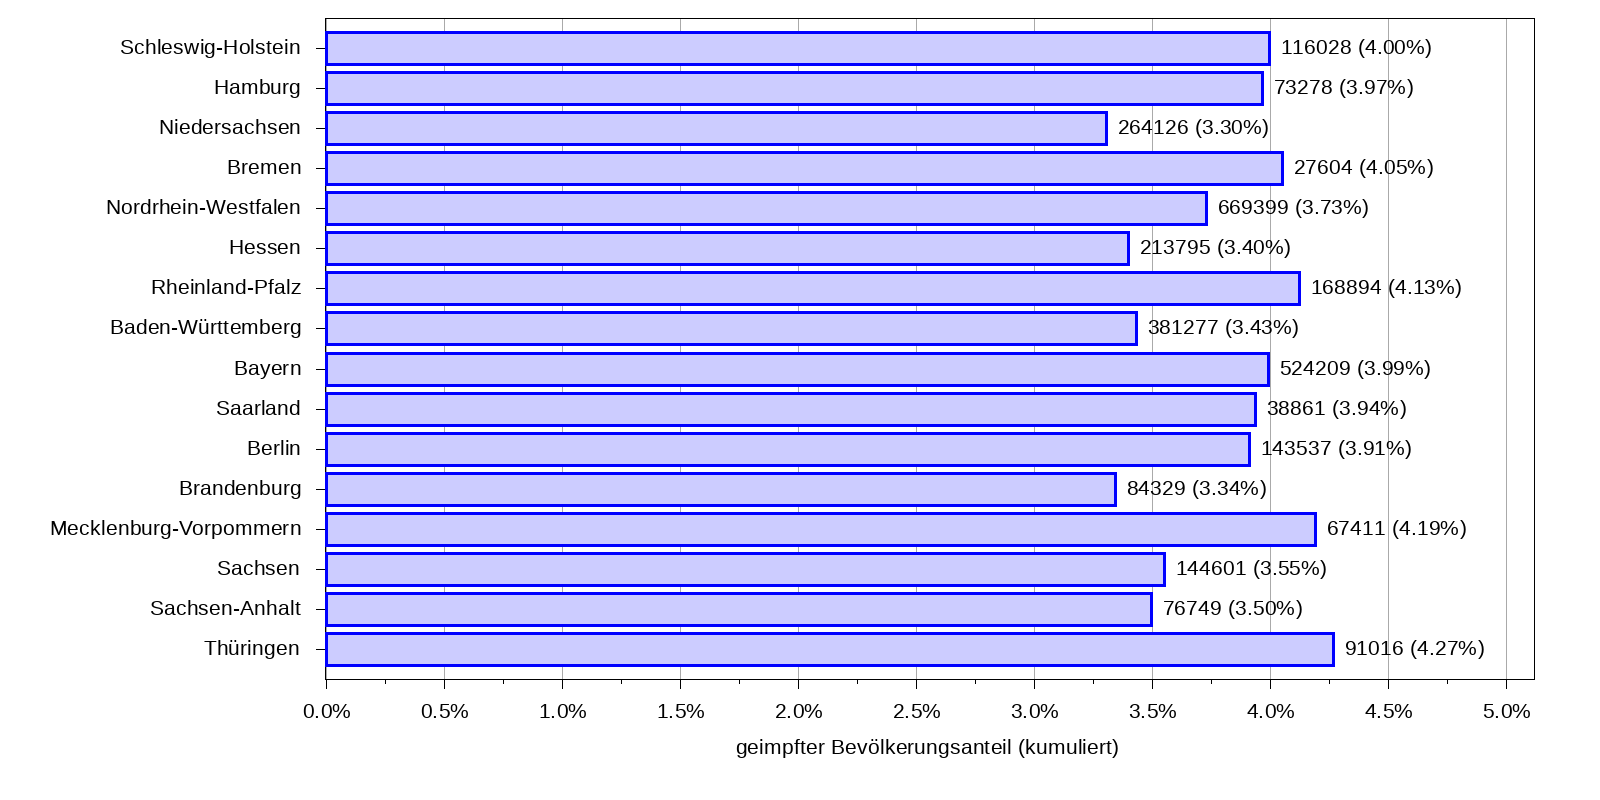 Schleswig-Holstein 116028 (4.00%)
Hamburg 73278 (3.97%)
Niedersachsen 264126 (3.30%)
Bremen 27604 (4.05%)
Nordrhein-Westfalen 669399 (3.73%)
Hessen 213795 (3.40%)
Rheinland-Pfalz 168894 (4.13%)
Baden-Württemberg 381277 (3.43%)
Bayern 524209 (3.99%)
Saarland 38861 (3.94%)
Berlin 143537 (3.91%)
Brandenburg 84329 (3.34%)
Mecklenburg-Vorpommern 67411 (4.19%)
Sachsen 144601 (3.55%)
Sachsen-Anhalt 76749 (3.50%)
Thüringen 91016 (4.27%)
0.0% 0.5% 1.0% 1.5% 2.0% 2.5% 3.0% 3.5% 4.0% 4.5% 5.0%
geimpfter Bevölkerungsanteil (kumuliert)